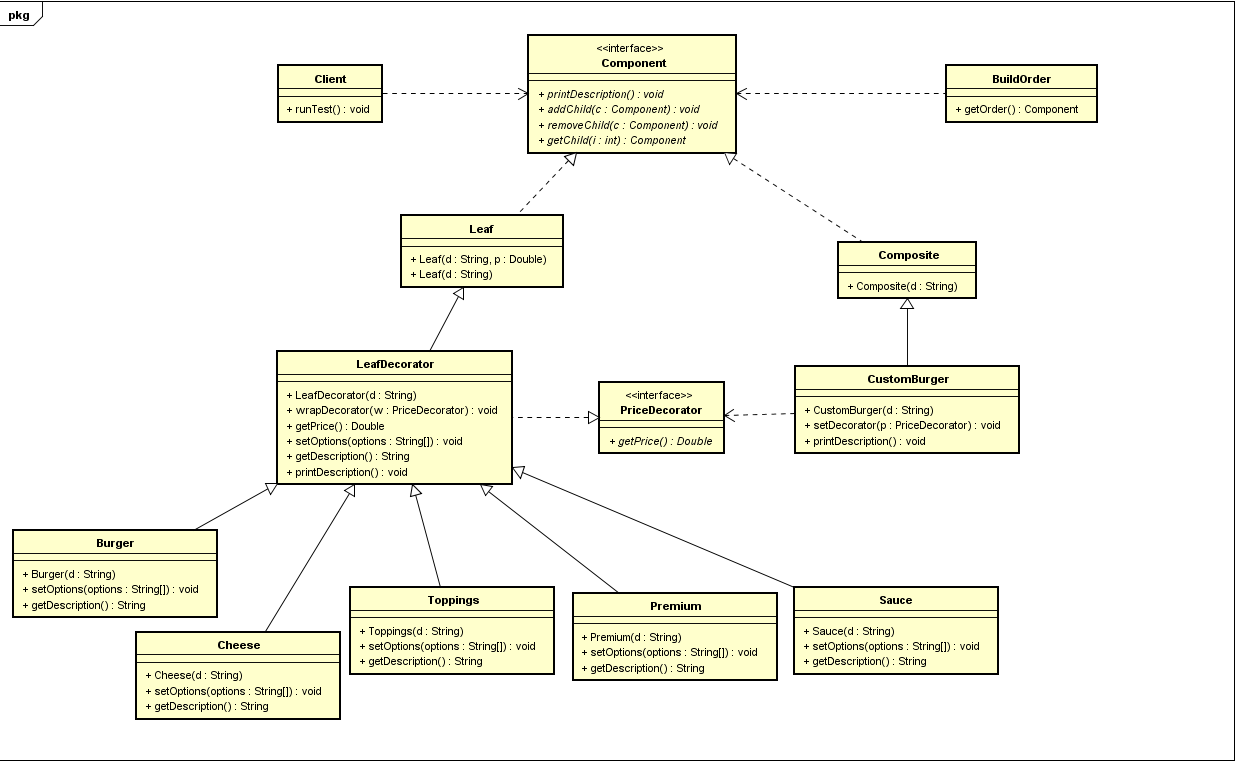 pkg
<<interface>>
Component
+ printDescription() : void
+ addChild(c : Component) : void
+ removeChild(c : Component) : void
+ getChild(i : int) : Component
Client
+ runTest() : void
BuildOrder
+ getOrder() : Component
Leaf
+ Leaf(d : String, p : Double)
+ Leaf(d : String)
Composite
+ Composite(d : String)
LeafDecorator
+ LeafDecorator(d : String)
+ wrapDecorator(w : PriceDecorator) : void
+ getPrice() : Double
+ setOptions(options : String[]) : void
+ getDescription() : String
+ printDescription() : void
<<interface>>
PriceDecorator
+ getPrice() : Double
CustomBurger
+ CustomBurger(d : String)
+ setDecorator(p : PriceDecorator) : void
+ printDescription() : void
Burger
+ Burger(d : String)
+ setOptions(options : String[]) : void
+ getDescription() : String
Cheese
+ Cheese(d : String)
+ setOptions(options : String[]) : void
+ getDescription() : String
Toppings
+ Toppings(d : String)
+ setOptions(options : String[]) : void
+ getDescription() : String
Premium
+ Premium(d : String)
+ setOptions(options : String[]) : void
+ getDescription() : String
Sauce
+ Sauce(d : String)
+ setOptions(options : String[]) : void
+ getDescription() : String